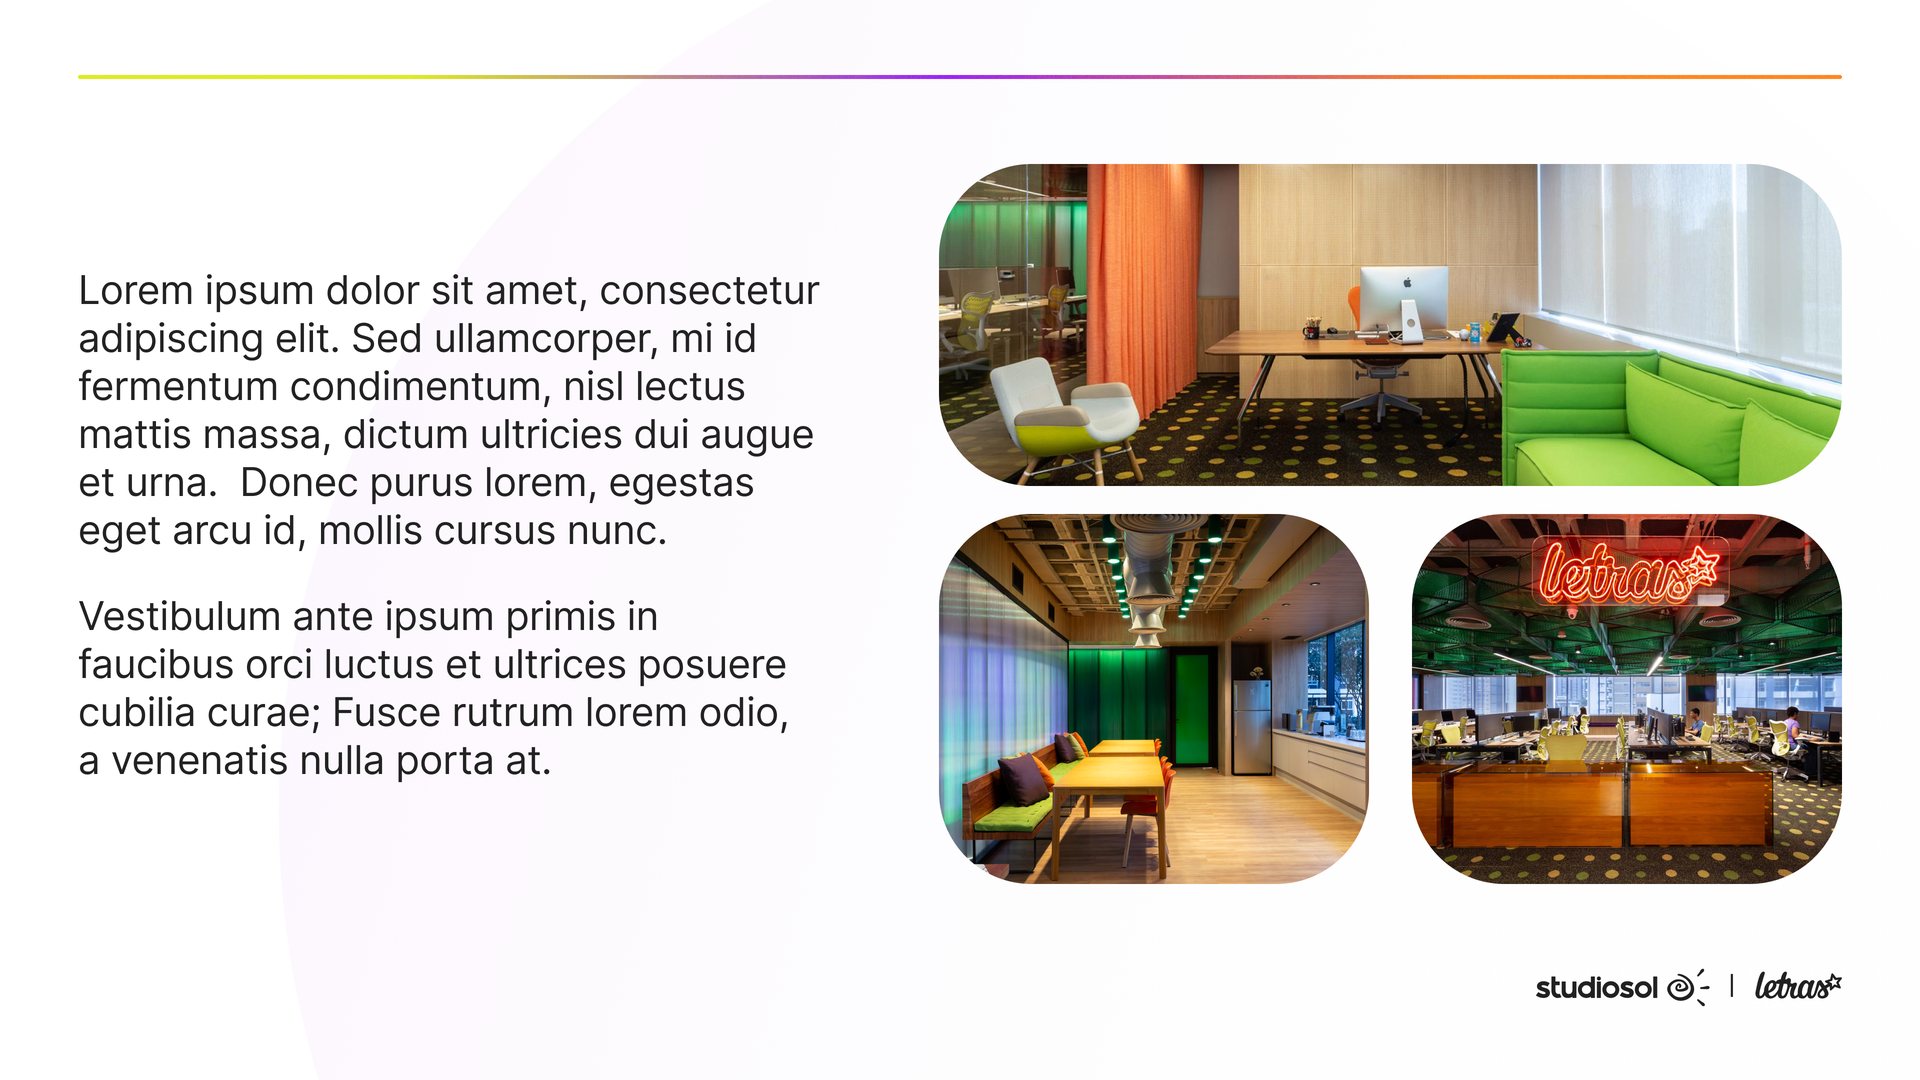 Lorem ipsum dolor sit amet, consectetur
adipiscing elit. Sed ullamcorper, mi id
fermentum condimentum, nisl lectus
mattis massa, dictum ultricies dui augue
et urna.  Donec purus lorem, egestas
eget arcu id, mollis cursus nunc.
Vestibulum ante ipsum primis in
faucibus orci luctus et ultrices posuere
cubilia curae; Fusce rutrum lorem odio,
a venenatis nulla porta at.
letras
studiosol | letras